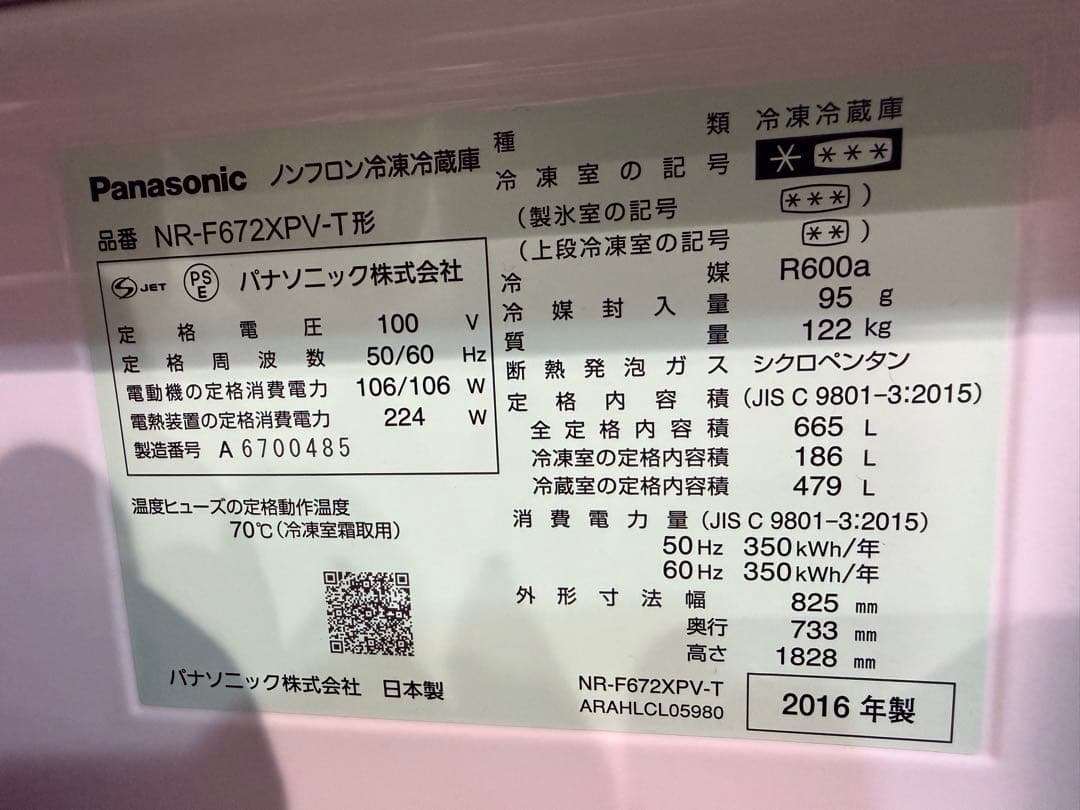 Panasonic ノンフロン冷凍冷蔵庫
品番 NR-F672XPV-T形
JET PS E パナソニック株式会社
定格電圧 100 V
定格周波数 50/60 Hz
電動機の定格消費電力 106/106 W
電熱装置の定格消費電力 224 W
製造番号 A 6700485
温度ヒューズの定格動作温度
70℃(冷凍室霜取用)
パナソニック株式会社 日本製
種類 冷凍冷蔵庫
冷凍室の記号 * ***
(製氷室の記号 ***)
(上段冷凍室の記号 **)
冷媒 R600a
冷媒封入量 95 g
質量 122 kg
断熱発泡ガス シクロペンタン
定格内容積 (JIS C 9801-3:2015)
全定格内容積 665 L
冷凍室の定格内容積 186 L
冷蔵室の定格内容積 479 L
消費電力量 (JIS C 9801-3:2015)
50Hz 350kWh/年
60Hz 350kWh/年
外形寸法 幅 825 mm
奥行 733 mm
高さ 1828 mm
NR-F672XPV-T
ARAHLCL05980
2016 年製